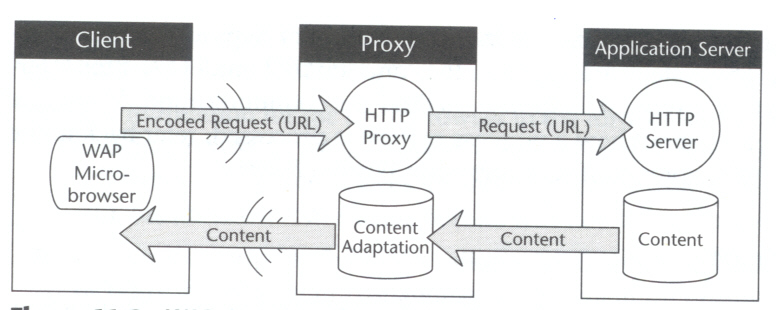 Client
Proxy
Application Server
Encoded Request (URL)
HTTP
Proxy
Request (URL)
HTTP
Server
WAP
Micro-
browser
Content
Content
Adaptation
Content
Content